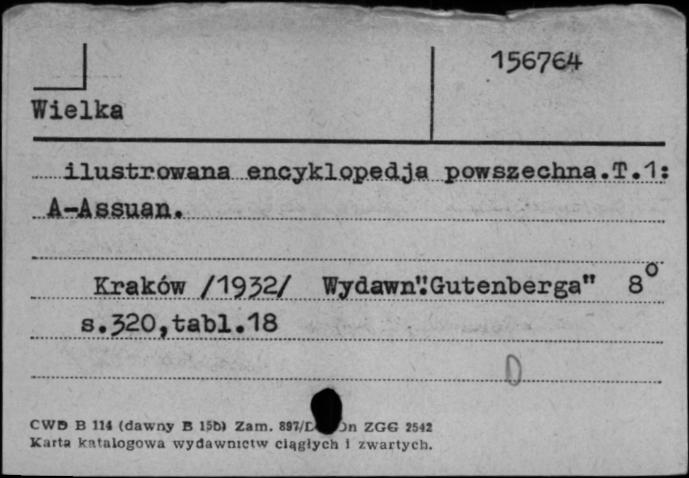 156764
Wielka
ilustrowana encyklopedja powszechna.T.1:
A-Assuan.
Kraków /1932/ Wydawn"Gutenberga" 8°
s.320,tabl.18
CWD B 114 (dawny B 15b) Zam. 897/ ZGG 2542
Karta katalogowa wydawnictw ciągłych i zwartych.